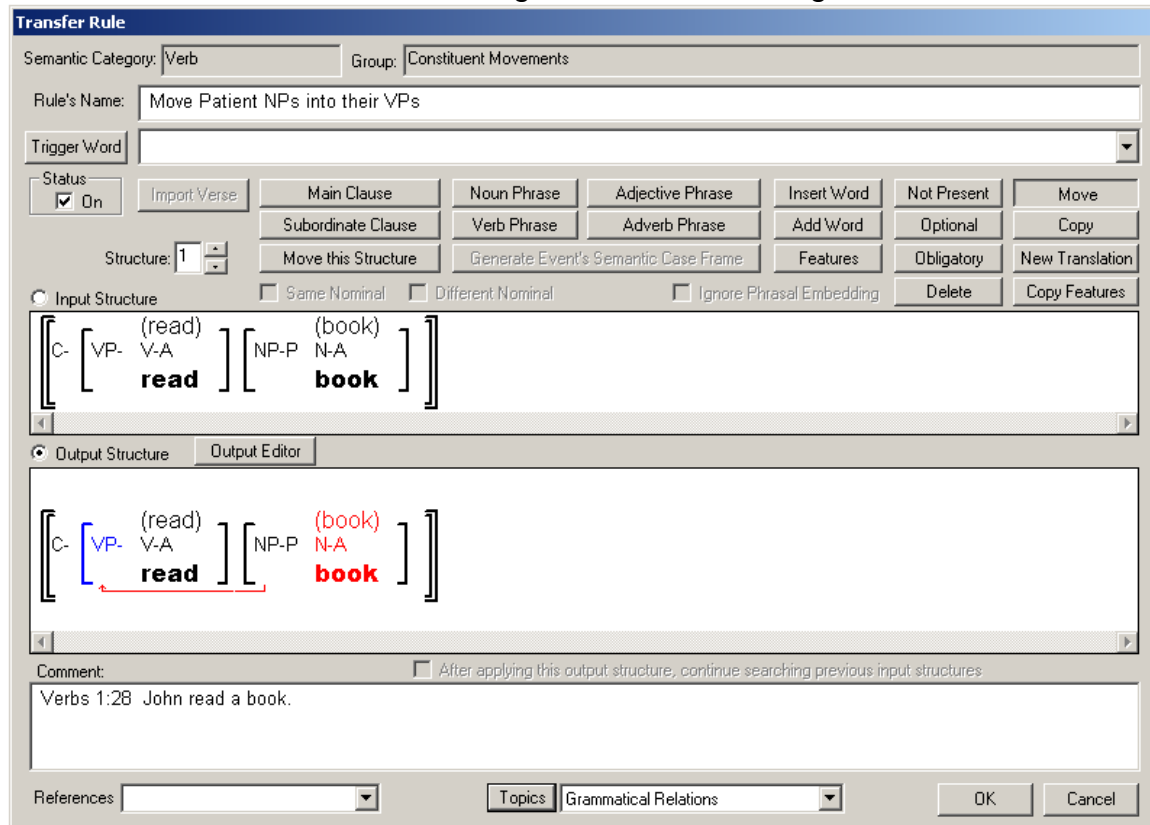 Transfer Rule
Semantic Category: Verb Group: Constituent Movements
Rule's Name: Move Patient NPs into their VPs
Trigger Word
Status
On Import Verse Main Clause Noun Phrase Adjective Phrase Insert Word Not Present Move
Subordinate Clause Verb Phrase Adverb Phrase Add Word Optional Copy
Structure: 1 Move this Structure Generate Event's Semantic Case Frame Features Obligatory New Translation
Input Structure Same Nominal Different Nominal Ignore Phrasal Embedding Delete Copy Features
(read) (book)
C- VP- V-A NP-P N-A
read book
Output Structure Output Editor
(read) (book)
C- VP- V-A NP-P N-A
read book
Comment: After applying this output structure, continue searching previous input structures
Verbs 1:28 John read a book.
References Topics Grammatical Relations OK Cancel